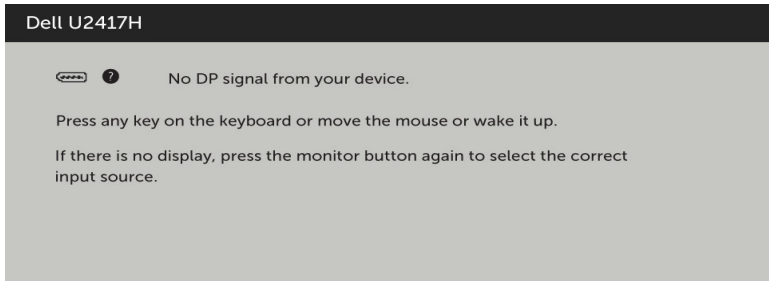 Dell U2417H
? No DP signal from your device.
Press any key on the keyboard or move the mouse or wake it up.
If there is no display, press the monitor button again to select the correct
input source.